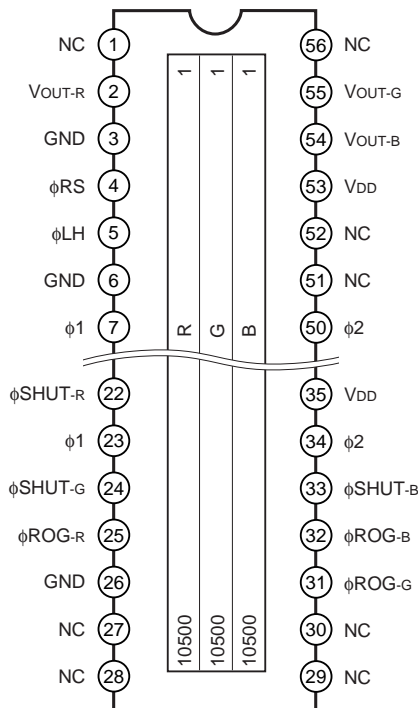 NC 1 1 1 1 56 NC
VOUT-R 2 55 VOUT-G
GND 3 54 VOUT-B
ϕRS 4 53 VDD
ϕLH 5 52 NC
GND 6 51 NC
ϕ1 7 R G B 50 ϕ2
ϕSHUT-R 22 35 VDD
ϕ1 23 34 ϕ2
ϕSHUT-G 24 33 ϕSHUT-B
ϕROG-R 25 32 ϕROG-B
GND 26 31 ϕROG-G
NC 27 10500 10500 10500 30 NC
NC 28 29 NC